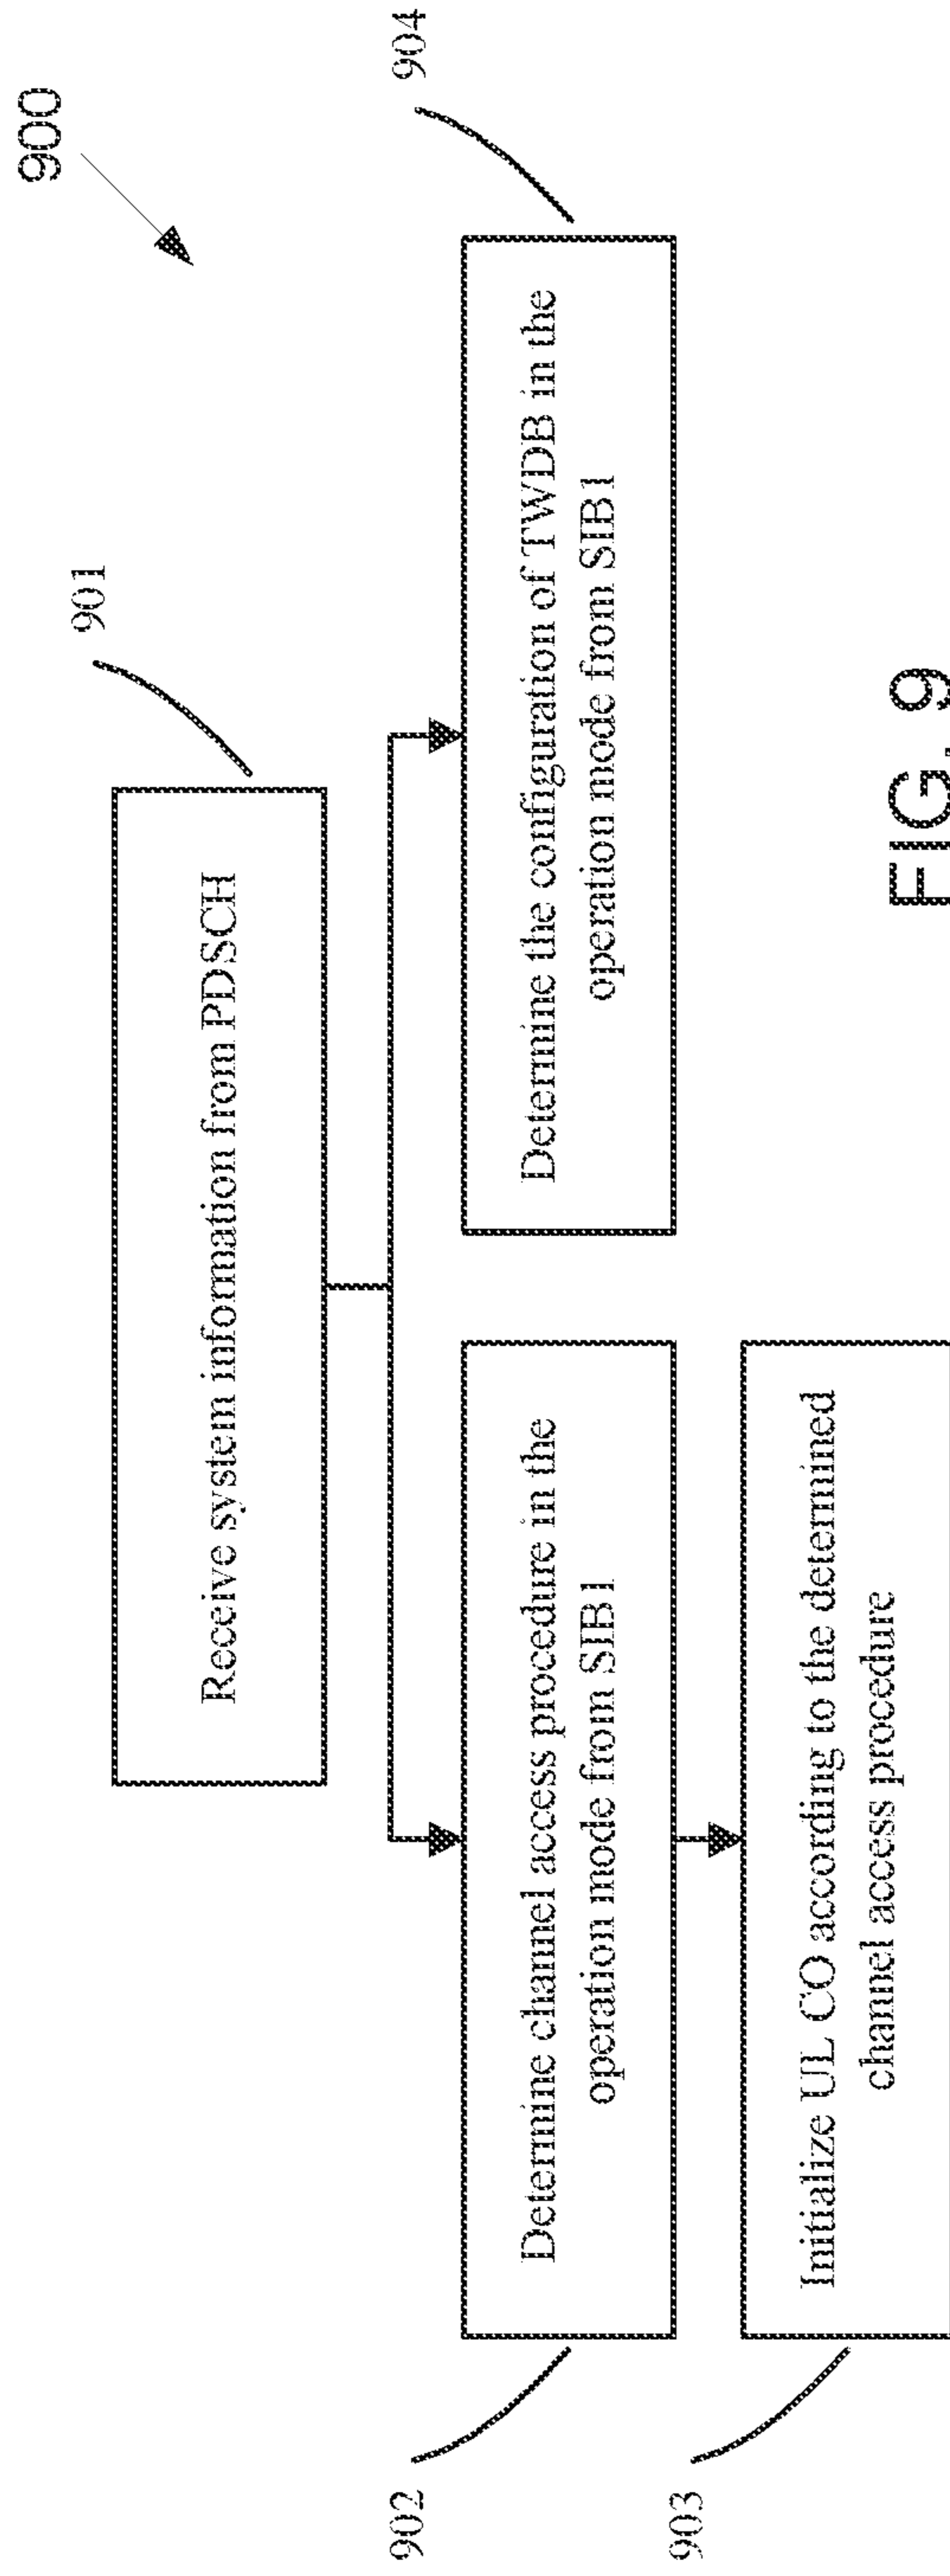 900
901
Receive system information from PDSCH
902
Determine channel access procedure in the
operation mode from SIB1
904
Determine the configuration of TWDB in the
operation mode from SIB1
903
Initialize UL CO according to the determined
channel access procedure
FIG. 9